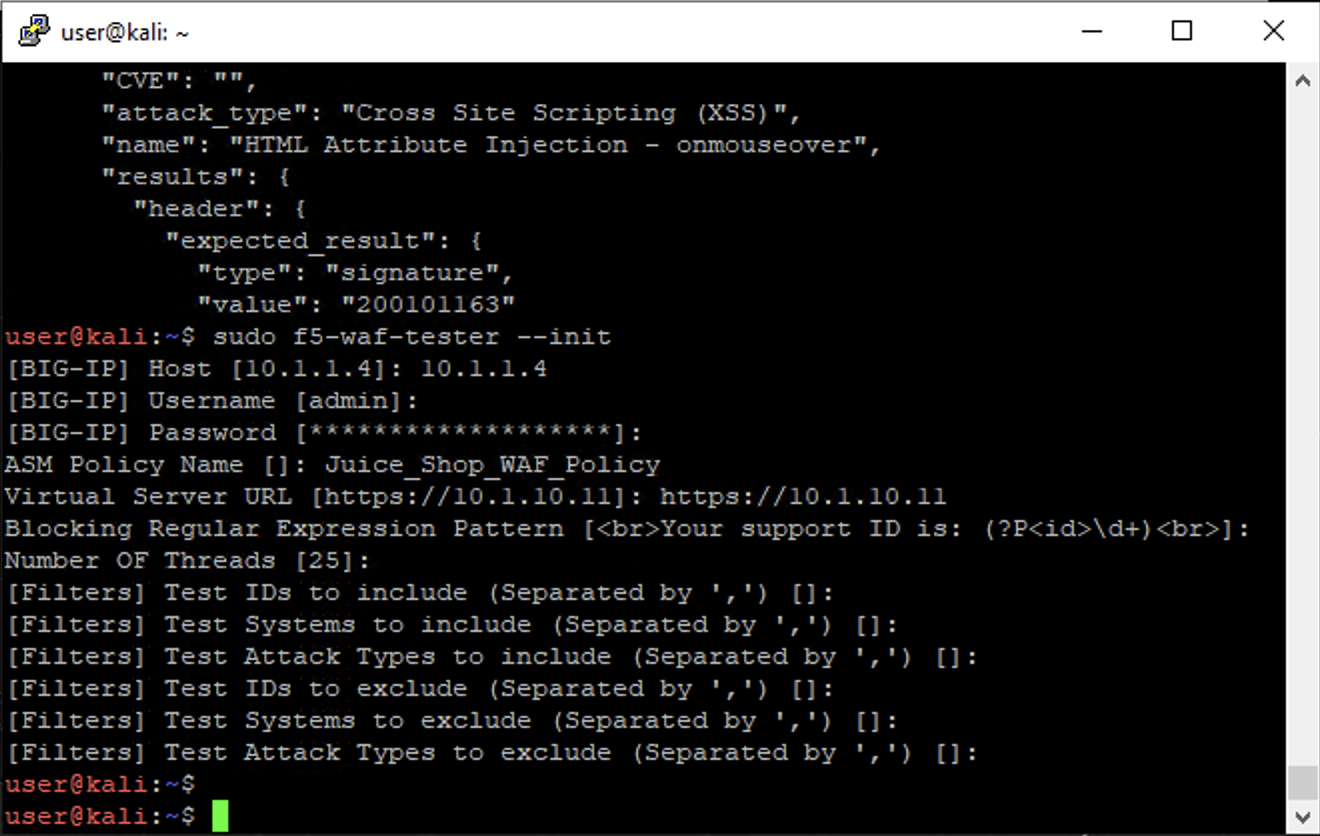 user@kali: ~
"CVE": "",
"attack_type": "Cross Site Scripting (XSS)",
"name": "HTML Attribute Injection - onmouseover",
"results": {
"header": {
"expected_result": {
"type": "signature",
"value": "200101163"
user@kali:~$ sudo f5-waf-tester --init
[BIG-IP] Host [10.1.1.4]: 10.1.1.4
[BIG-IP] Username [admin]:
[BIG-IP] Password [*******************]:
ASM Policy Name []: Juice_Shop_WAF_Policy
Virtual Server URL [https://10.1.10.11]: https://10.1.10.11
Blocking Regular Expression Pattern [<br>Your support ID is: (?P<id>\d+)<br>]:
Number OF Threads [25]:
[Filters] Test IDs to include (Separated by ',') []:
[Filters] Test Systems to include (Separated by ',') []:
[Filters] Test Attack Types to include (Separated by ',') []:
[Filters] Test IDs to exclude (Separated by ',') []:
[Filters] Test Systems to exclude (Separated by ',') []:
[Filters] Test Attack Types to exclude (Separated by ',') []:
user@kali:~$
user@kali:~$